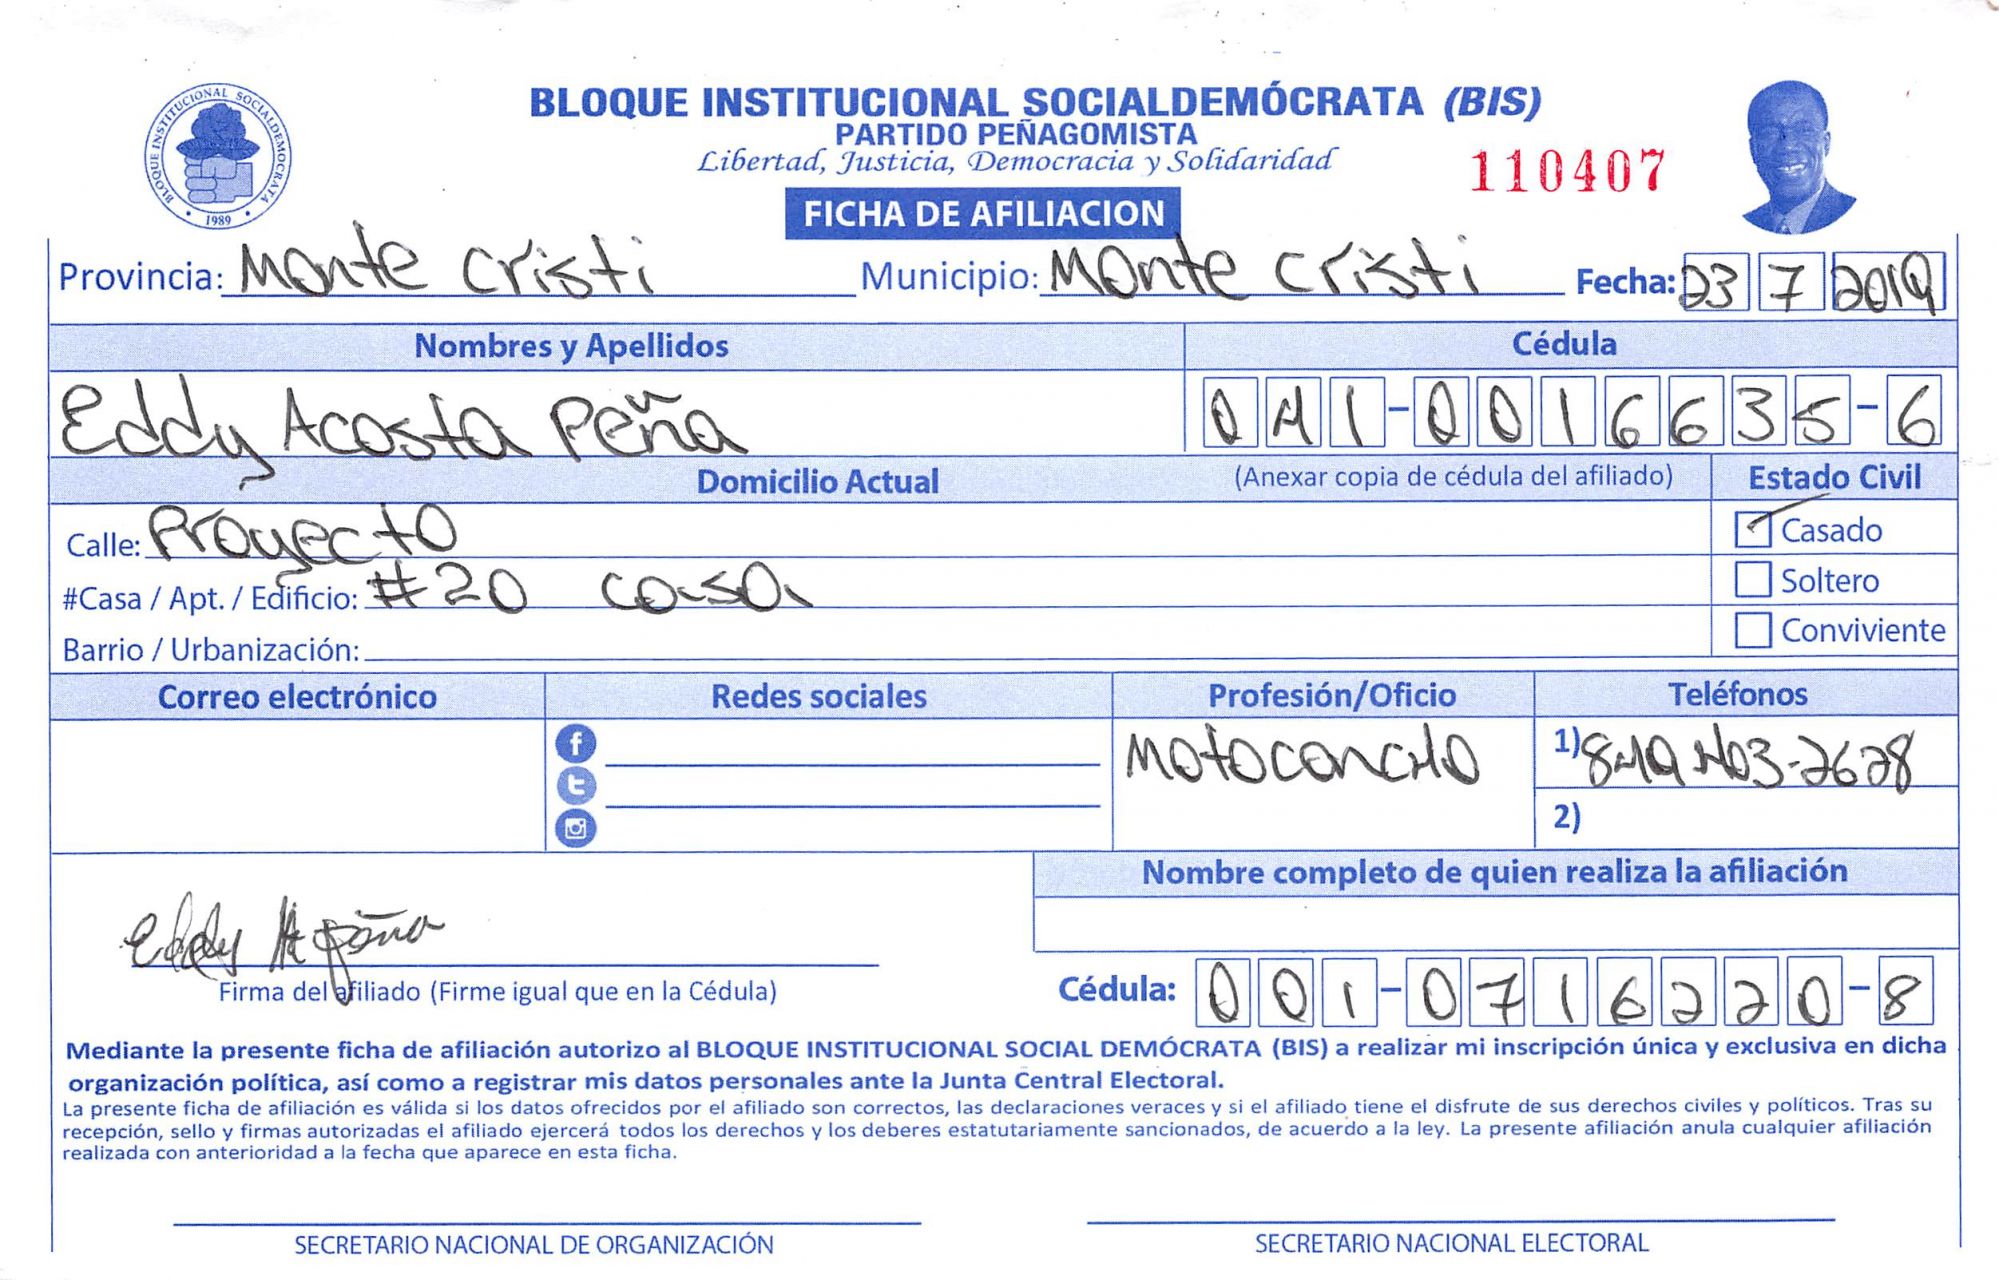 BLOQUE INSTITUCIONAL SOCIALDEMOCRATA
1989
BLOQUE INSTITUCIONAL SOCIALDEMÓCRATA (BIS)
PARTIDO PEÑAGOMISTA
Libertad, Justicia, Democracia y Solidaridad
110407
FICHA DE AFILIACION
Provincia: Monte Cristi Municipio: Monte Cristi Fecha: 23 7 2019
Nombres y Apellidos Cédula
Eddy Acosta Peña 041-0016635-6
Domicilio Actual (Anexar copia de cédula del afiliado) Estado Civil
Calle: Proyecto Casado
#Casa / Apt. / Edificio: #20 casa Soltero
Barrio / Urbanización: Conviviente
Correo electrónico Redes sociales Profesión/Oficio Teléfonos
Motoconcho 1) 849 403-2628
2)
Nombre completo de quien realiza la afiliación
Eddy A peña
Firma del afiliado (Firme igual que en la Cédula) Cédula: 001-0716220-8
Mediante la presente ficha de afiliación autorizo al BLOQUE INSTITUCIONAL SOCIAL DEMÓCRATA (BIS) a realizar mi inscripción única y exclusiva en dicha
organización política, así como a registrar mis datos personales ante la Junta Central Electoral.
La presente ficha de afiliación es válida si los datos ofrecidos por el afiliado son correctos, las declaraciones veraces y si el afiliado tiene el disfrute de sus derechos civiles y políticos. Tras su
recepción, sello y firmas autorizadas el afiliado ejercerá todos los derechos y los deberes estatutariamente sancionados, de acuerdo a la ley. La presente afiliación anula cualquier afiliación
realizada con anterioridad a la fecha que aparece en esta ficha.
SECRETARIO NACIONAL DE ORGANIZACIÓN SECRETARIO NACIONAL ELECTORAL